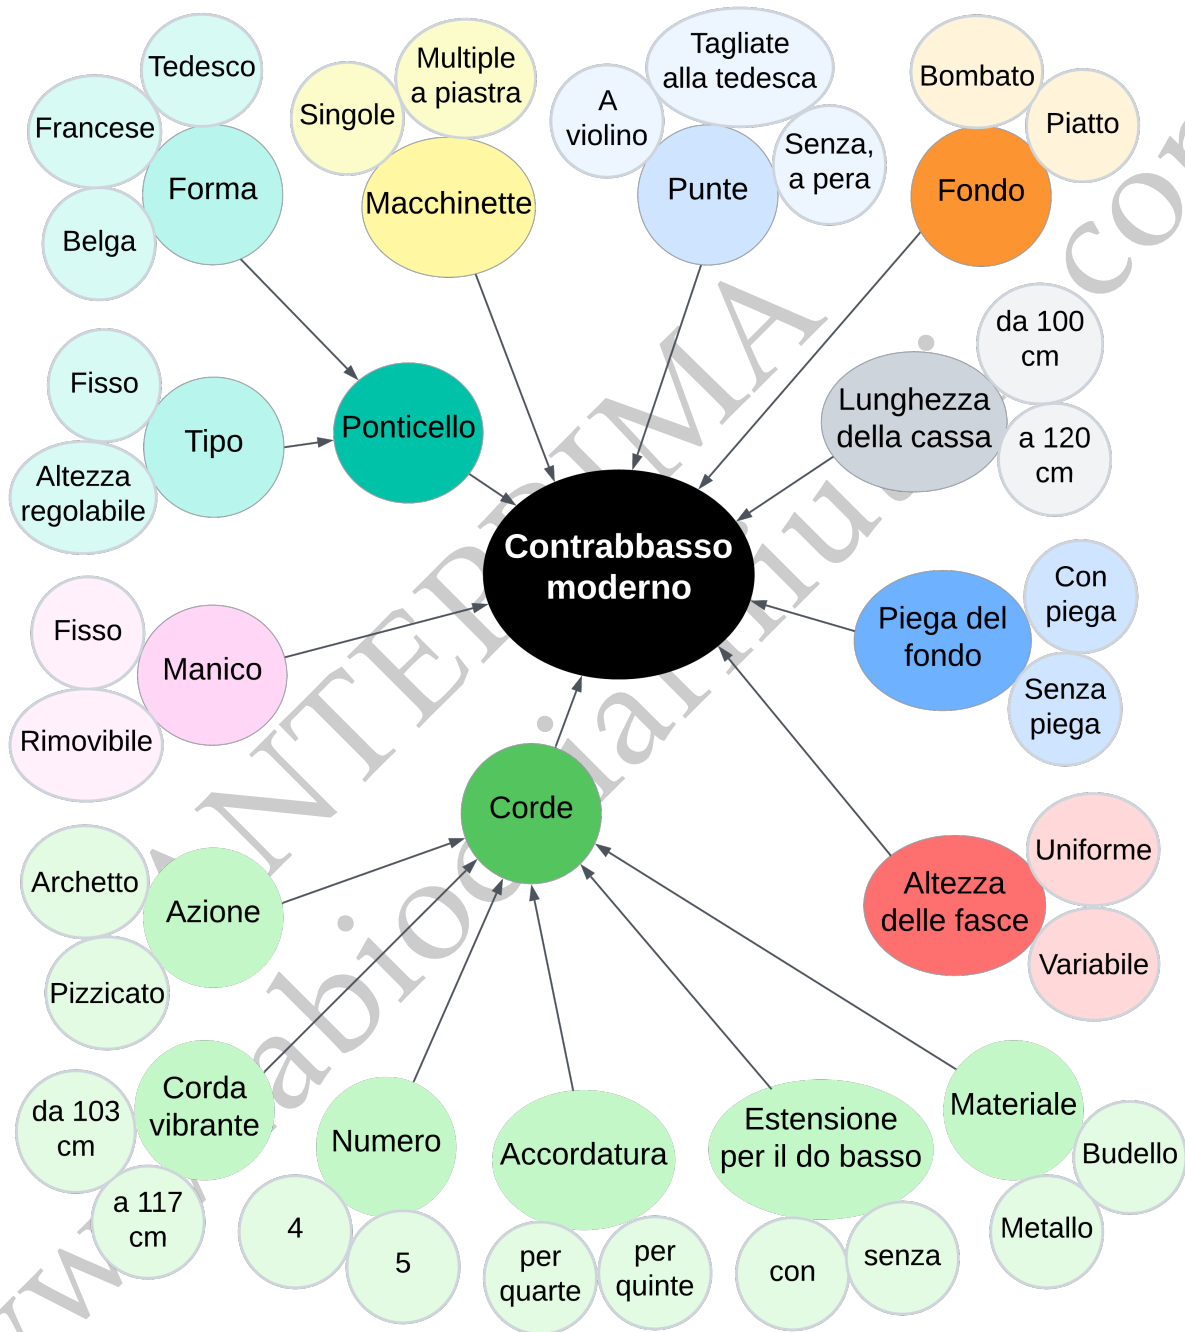 Tedesco
Francese
Forma
Belga
Singole
Multiple
a piastra
Macchinette
A
violino
Tagliate
alla tedesca
Senza,
a pera
Punte
Bombato
Piatto
Fondo
Fisso
Tipo
Altezza
regolabile
Ponticello
da 100
cm
Lunghezza
della cassa
a 120
cm
Contrabbasso
moderno
Fisso
Manico
Rimovibile
Con
piega
Piega del
fondo
Senza
piega
Corde
Uniforme
Altezza
delle fasce
Variabile
Archetto
Azione
Pizzicato
Corda
vibrante
da 103
cm
a 117
cm
Numero
4
5
Accordatura
per
quarte
per
quinte
Estensione
per il do basso
con
senza
Materiale
Budello
Metallo
ANTEPRIMA